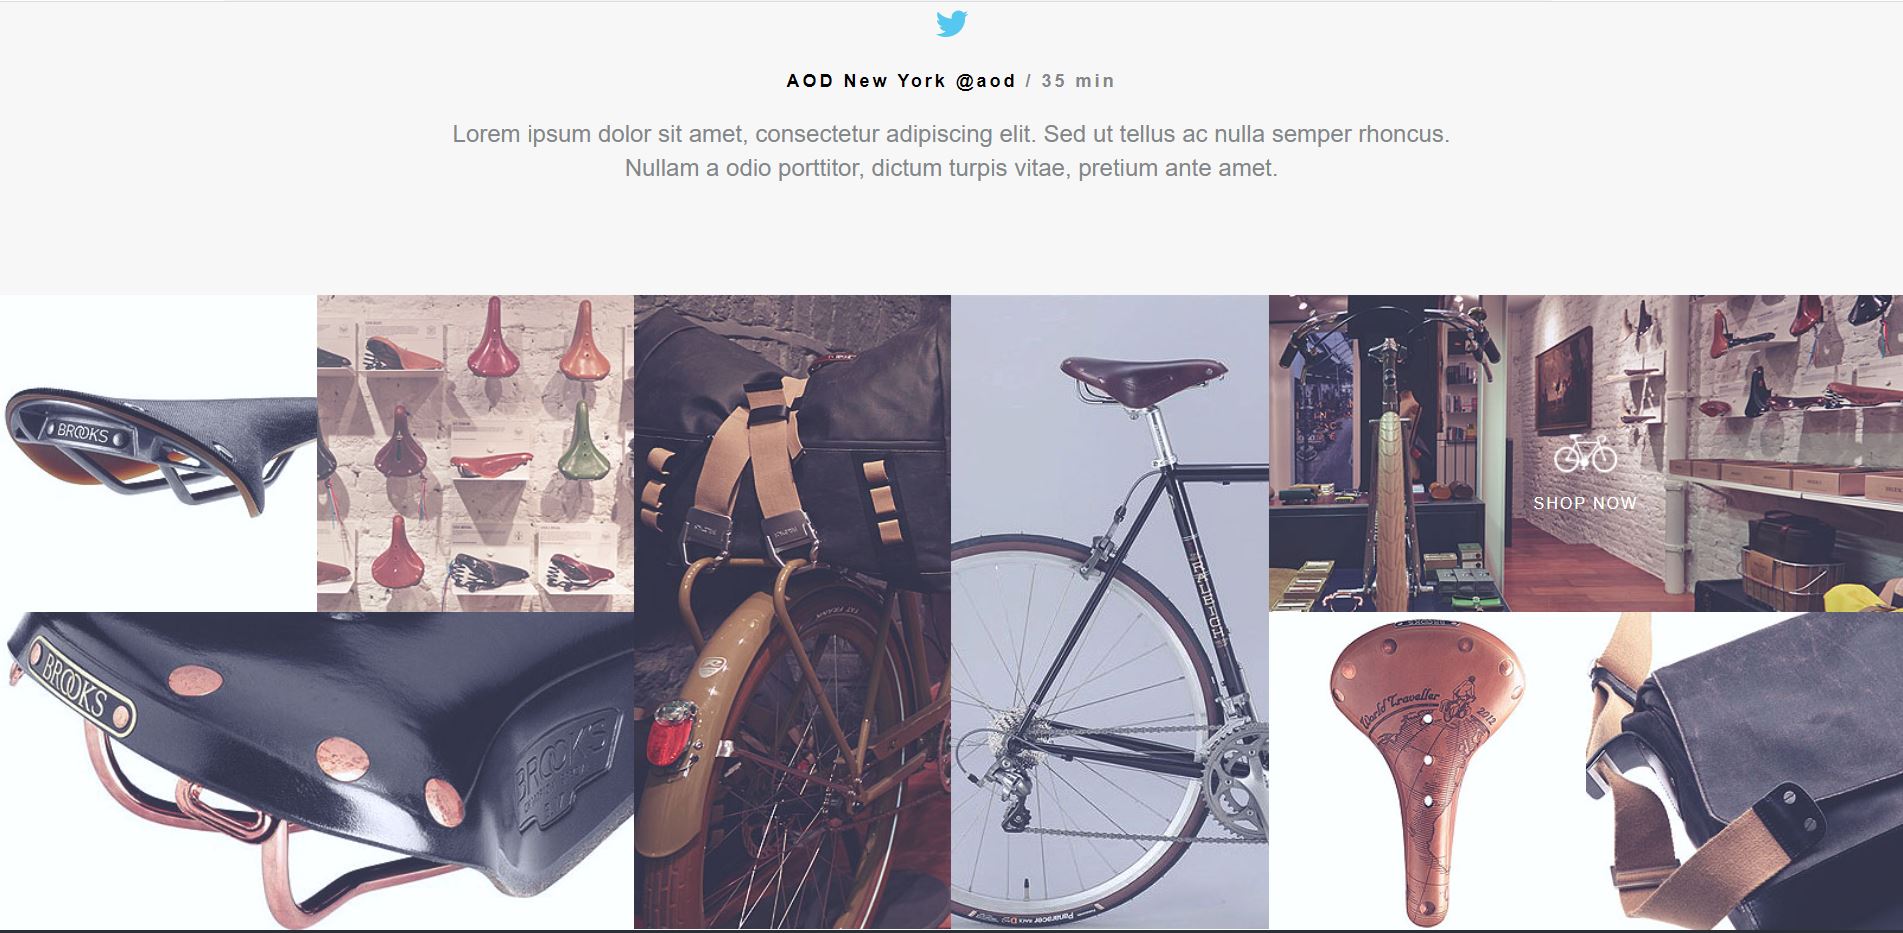 AOD New York @aod / 35 min
Lorem ipsum dolor sit amet, consectetur adipiscing elit. Sed ut tellus ac nulla semper rhoncus.
Nullam a odio porttitor, dictum turpis vitae, pretium ante amet.
BROOKS
SHOP NOW
RALEIGH
BROOKS
BROOKS
World Traveller
2012
Panaracer